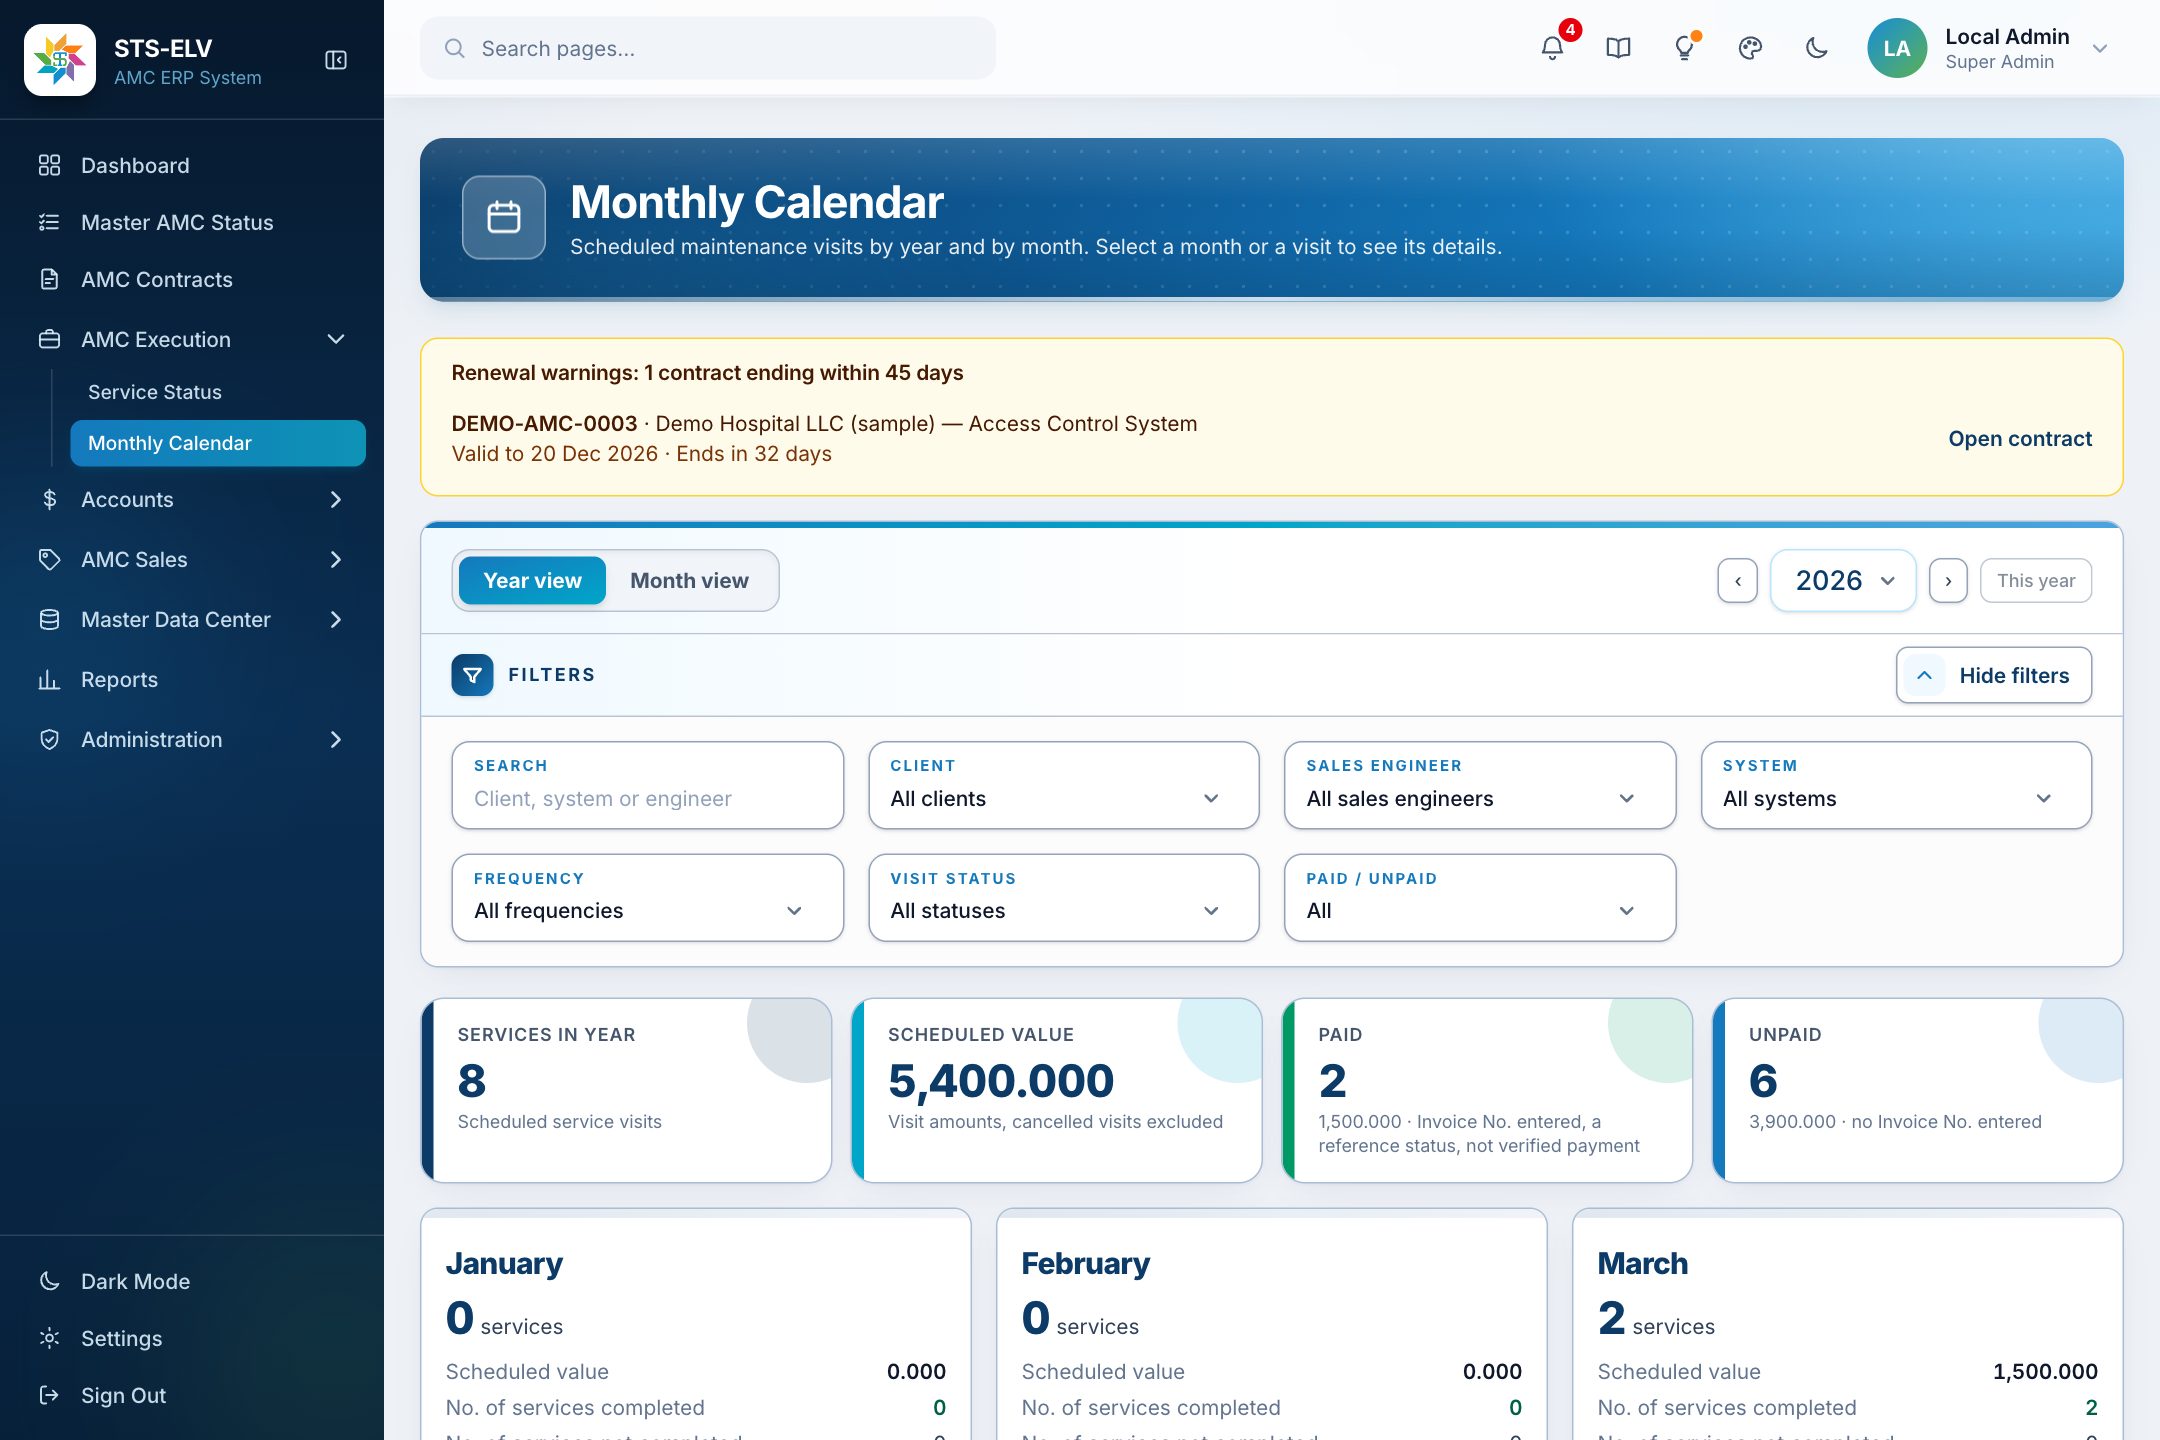 STS-ELV
AMC ERP System
Search pages...
4
LA
Local Admin
Super Admin
Dashboard
Master AMC Status
AMC Contracts
AMC Execution
Service Status
Monthly Calendar
Accounts
AMC Sales
Master Data Center
Reports
Administration
Dark Mode
Settings
Sign Out
Monthly Calendar
Scheduled maintenance visits by year and by month. Select a month or a visit to see its details.
Renewal warnings: 1 contract ending within 45 days
DEMO-AMC-0003 · Demo Hospital LLC (sample) — Access Control System
Valid to 20 Dec 2026 · Ends in 32 days
Open contract
Year view
Month view
‹
2026
›
This year
FILTERS
Hide filters
SEARCH
Client, system or engineer
CLIENT
All clients
SALES ENGINEER
All sales engineers
SYSTEM
All systems
FREQUENCY
All frequencies
VISIT STATUS
All statuses
PAID / UNPAID
All
SERVICES IN YEAR
8
Scheduled service visits
SCHEDULED VALUE
5,400.000
Visit amounts, cancelled visits excluded
PAID
2
1,500.000 · Invoice No. entered, a
reference status, not verified payment
UNPAID
6
3,900.000 · no Invoice No. entered
January
0 services
Scheduled value 0.000
No. of services completed 0
February
0 services
Scheduled value 0.000
No. of services completed 0
March
2 services
Scheduled value 1,500.000
No. of services completed 2